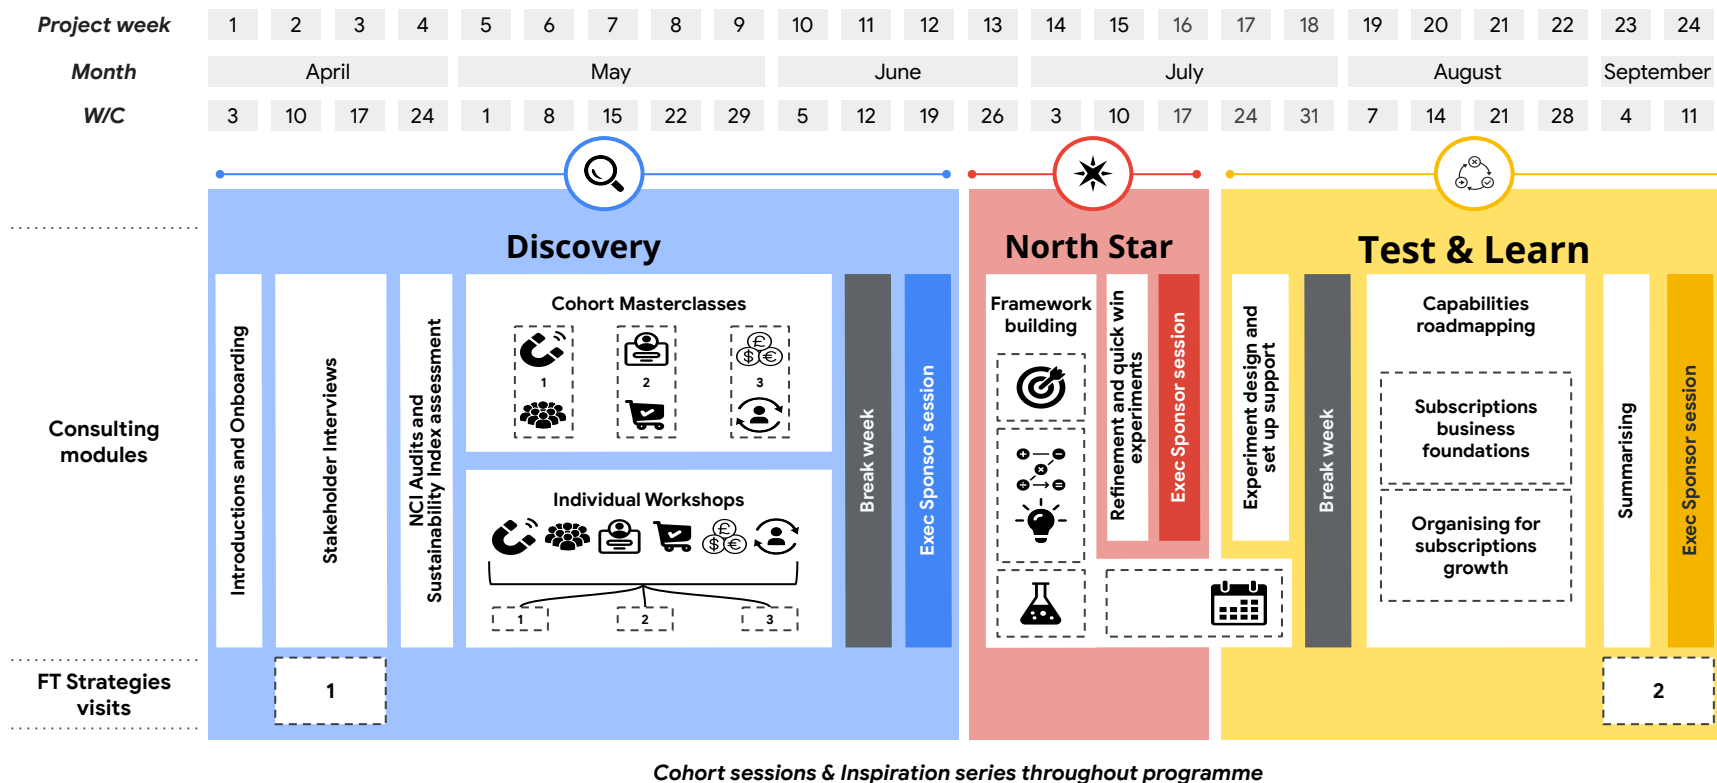 Project week 1 2 3 4 5 6 7 8 9 10 11 12 13 14 15 16 17 18 19 20 21 22 23 24
Month April May June July August September
W/C 3 10 17 24 1 8 15 22 29 5 12 19 26 3 10 17 24 31 7 14 21 28 4 11
Discovery
North Star
Test & Learn
Consulting
modules
Introductions and Onboarding
Stakeholder Interviews
NCI Audits and
Sustainability Index assessment
Cohort Masterclasses
1 2 3
£
$ €
Individual Workshops
£
$ €
1 2 3
Break week
Exec Sponsor session
Framework
building
Refinement and quick win
experiments
Exec Sponsor session
Experiment design and
set up support
Break week
Capabilities
roadmapping
Subscriptions
business
foundations
Organising for
subscriptions
growth
Summarising
Exec Sponsor session
FT Strategies
visits
1
2
Cohort sessions & Inspiration series throughout programme